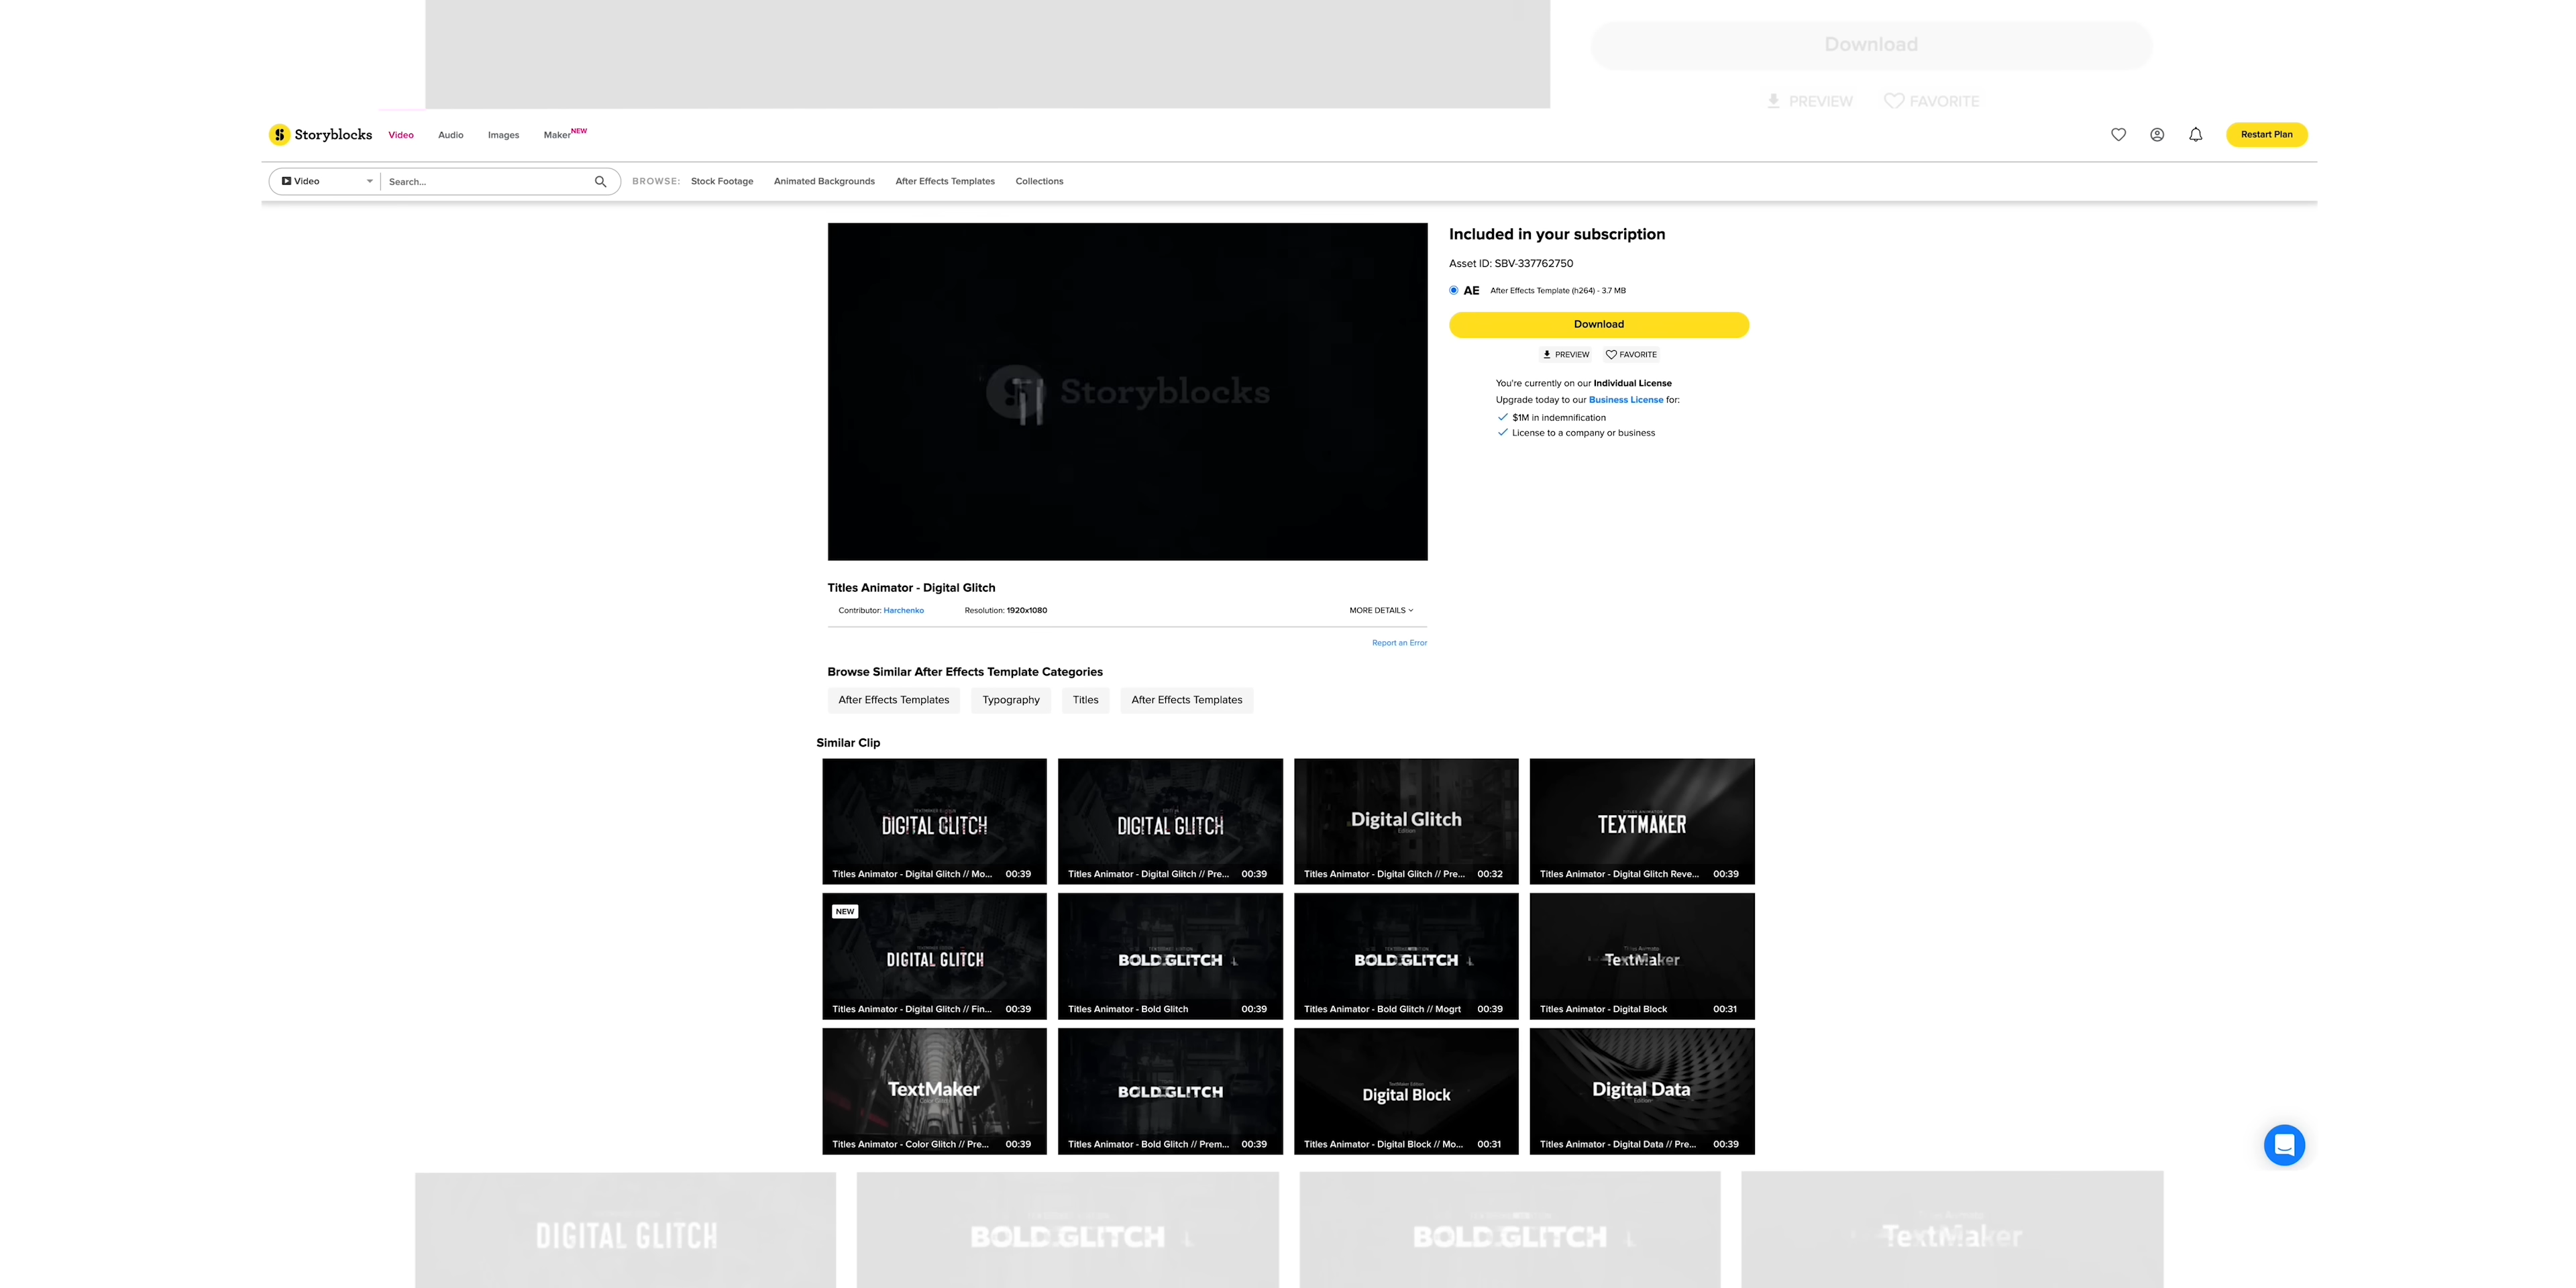 Download
PREVIEW FAVORITE
Storyblocks Video Audio Images Maker NEW Restart Plan
Video Search... BROWSE: Stock Footage Animated Backgrounds After Effects Templates Collections
Storyblocks
Included in your subscription
Asset ID: SBV-337762750
AE After Effects Template (h264) - 3.7 MB
Download
PREVIEW FAVORITE
You're currently on our Individual License
Upgrade today to our Business License for:
$1M in indemnification
License to a company or business
Titles Animator - Digital Glitch
Contributor: Harchenko Resolution: 1920x1080 MORE DETAILS
Report an Error
Browse Similar After Effects Template Categories
After Effects Templates Typography Titles After Effects Templates
Similar Clip
DIGITAL GLITCH DIGITAL GLITCH Digital Glitch TEXTMAKER
Edition
Titles Animator - Digital Glitch // Mo... 00:39 Titles Animator - Digital Glitch // Pre... 00:39 Titles Animator - Digital Glitch // Pre... 00:32 Titles Animator - Digital Glitch Reve... 00:39
NEW
DIGITAL GLITCH BOLD GLITCH BOLD GLITCH TextMaker
Titles Animator - Digital Glitch // Fin... 00:39 Titles Animator - Bold Glitch 00:39 Titles Animator - Bold Glitch // Mogrt 00:39 Titles Animator - Digital Block 00:31
TextMaker BOLD GLITCH Digital Block Digital Data
Titles Animator - Color Glitch // Pre... 00:39 Titles Animator - Bold Glitch // Prem... 00:39 Titles Animator - Digital Block // Mo... 00:31 Titles Animator - Digital Data // Pre... 00:39
DIGITAL GLITCH BOLD GLITCH BOLD GLITCH TextMaker